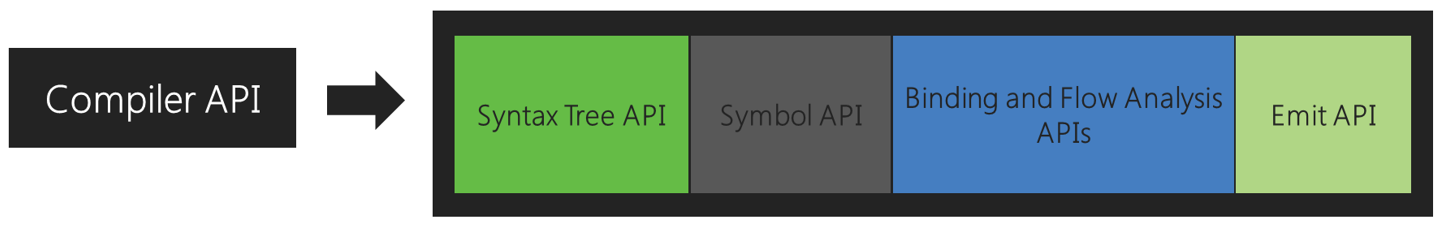 Compiler API
Syntax Tree API
Symbol API
Binding and Flow Analysis
APIs
Emit API